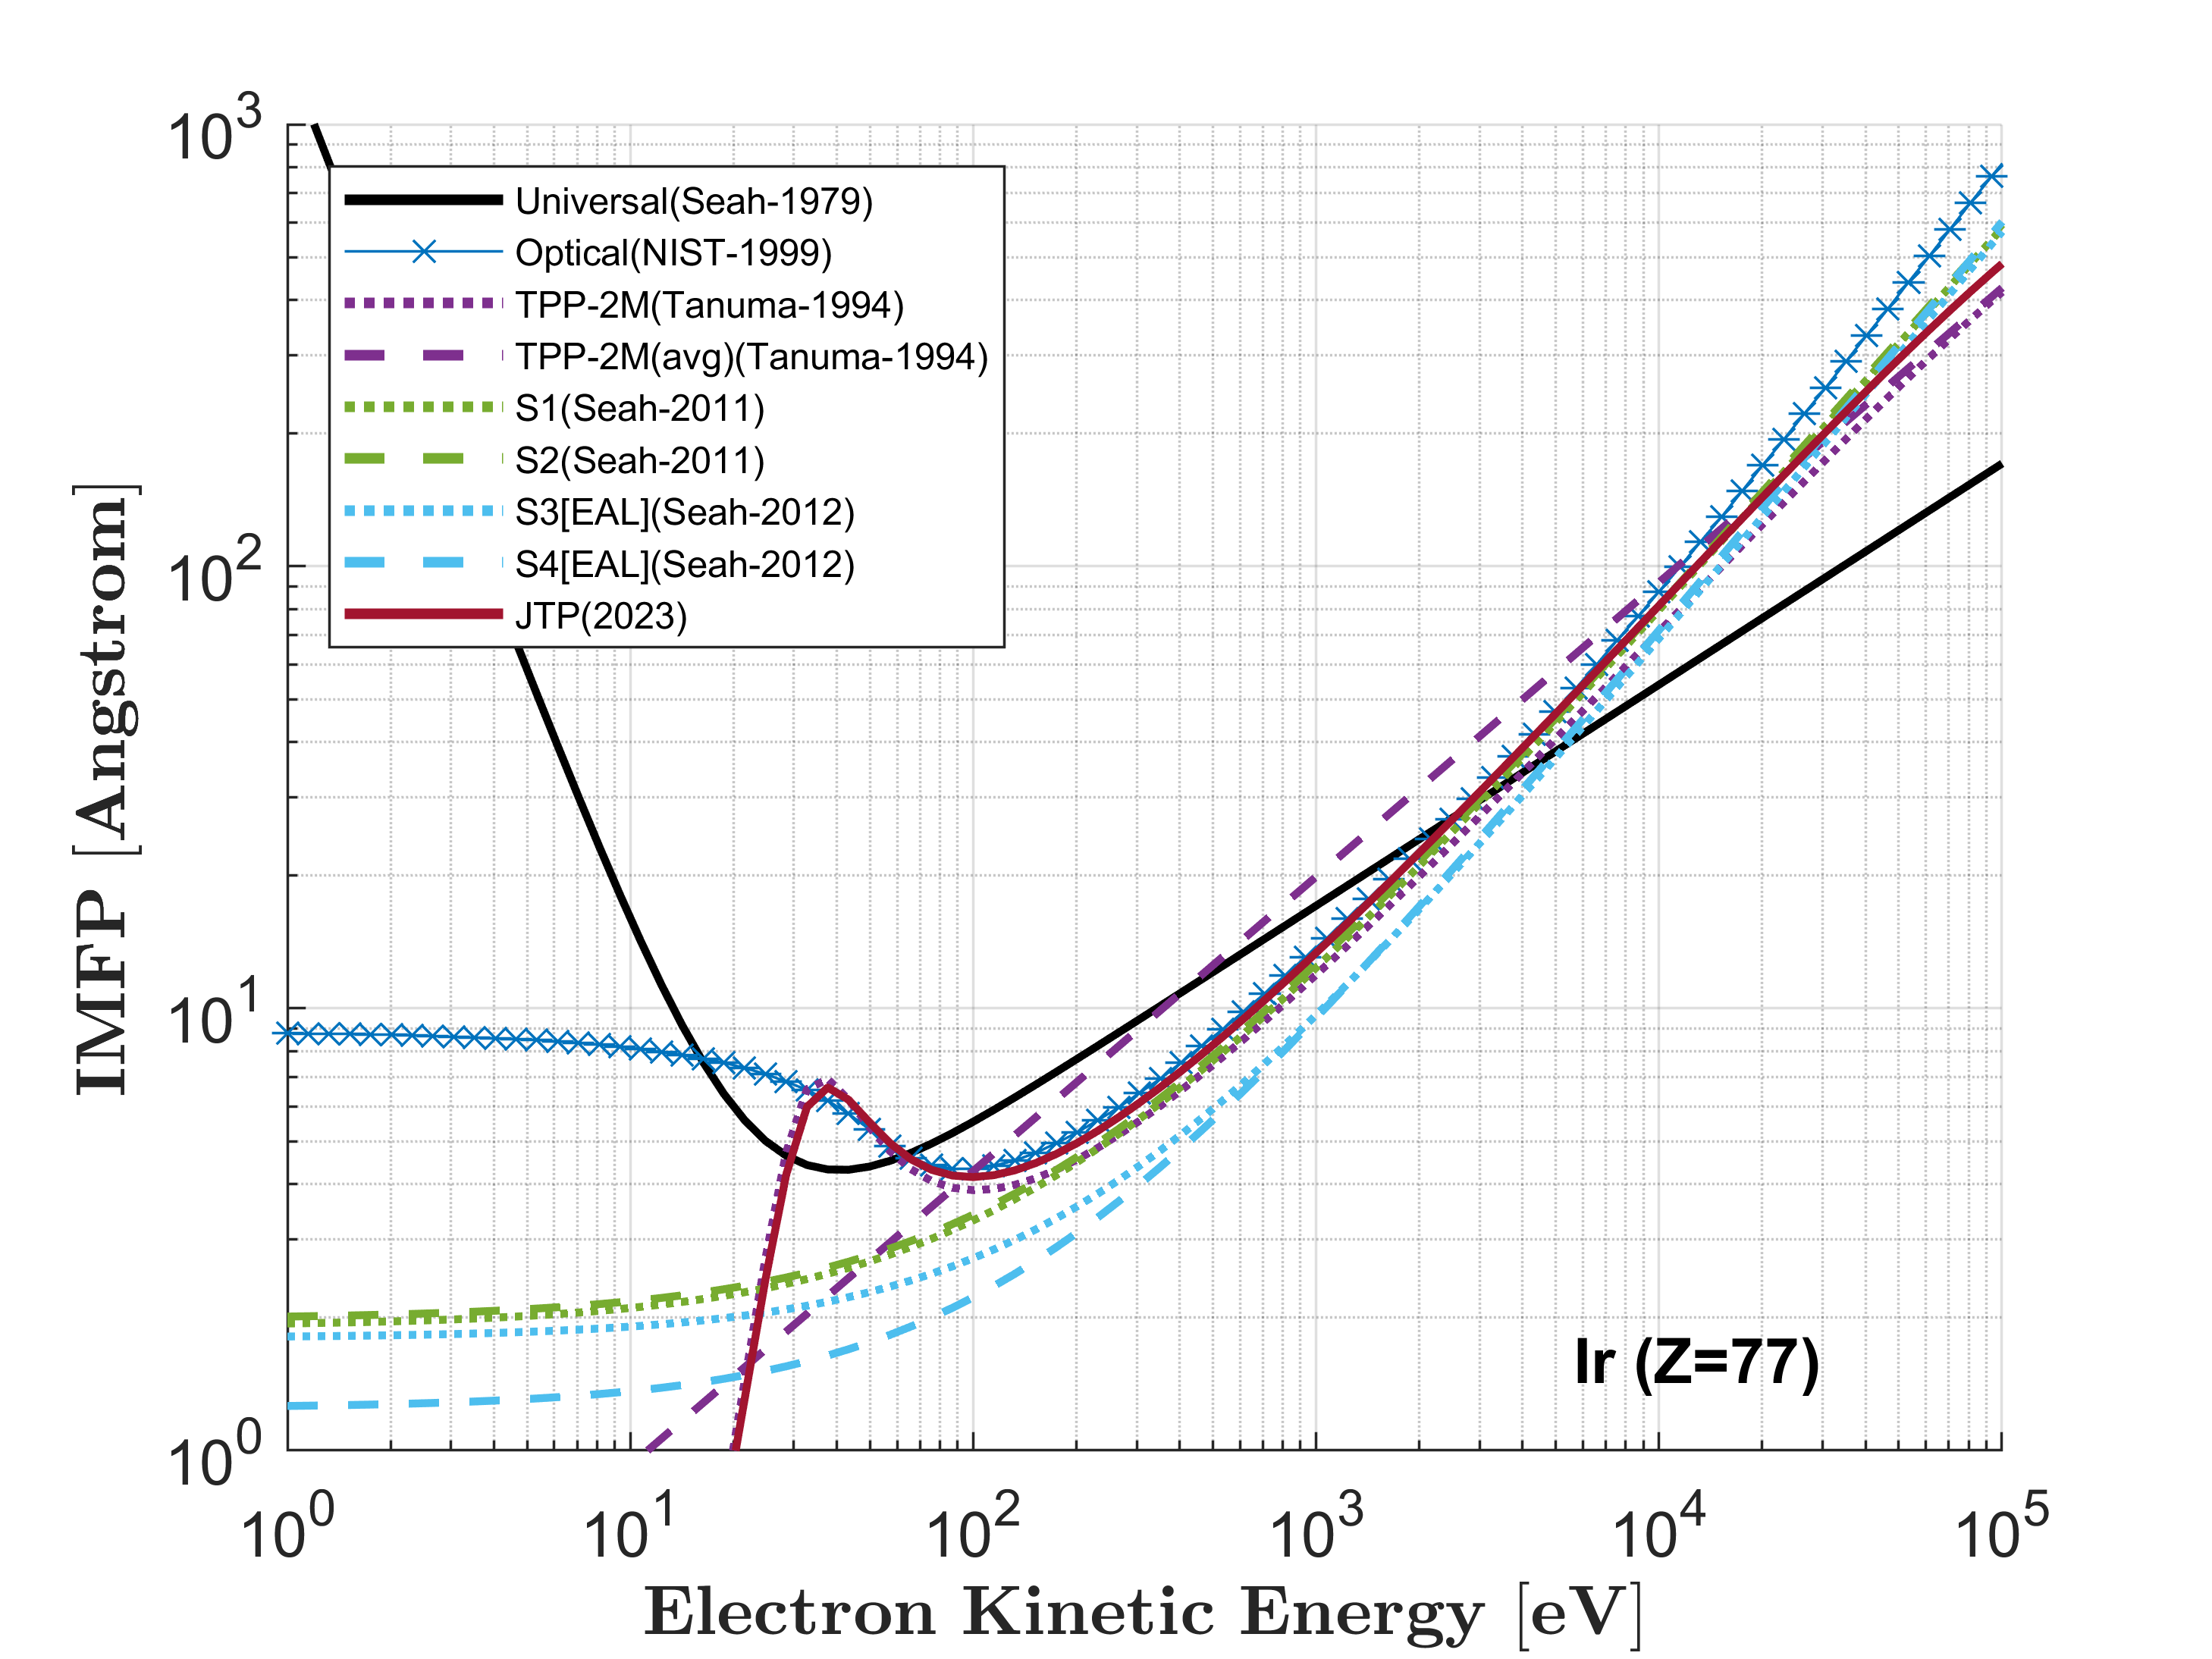 10^3
10^2
10^1
10^0
IMFP [Angstrom]
Universal(Seah-1979)
Optical(NIST-1999)
TPP-2M(Tanuma-1994)
TPP-2M(avg)(Tanuma-1994)
S1(Seah-2011)
S2(Seah-2011)
S3[EAL](Seah-2012)
S4[EAL](Seah-2012)
JTP(2023)
Ir (Z=77)
10^0 10^1 10^2 10^3 10^4 10^5
Electron Kinetic Energy [eV]